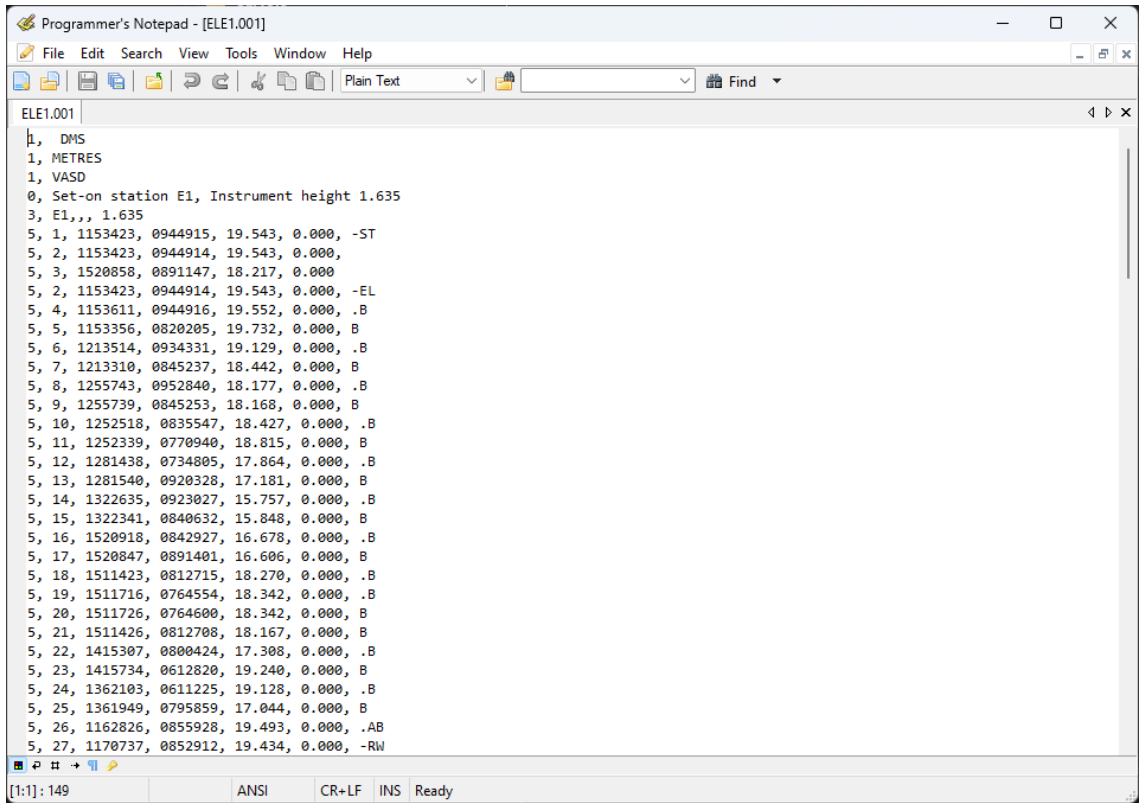 Programmer's Notepad - [ELE1.001]
File Edit Search View Tools Window Help
Plain Text Find
ELE1.001
1,  DMS
1, METRES
1, VASD
0, Set-on station E1, Instrument height 1.635
3, E1,,, 1.635
5, 1, 1153423, 0944915, 19.543, 0.000, -ST
5, 2, 1153423, 0944914, 19.543, 0.000,
5, 3, 1520858, 0891147, 18.217, 0.000
5, 2, 1153423, 0944914, 19.543, 0.000, -EL
5, 4, 1153611, 0944916, 19.552, 0.000, .B
5, 5, 1153356, 0820205, 19.732, 0.000, B
5, 6, 1213514, 0934331, 19.129, 0.000, .B
5, 7, 1213310, 0845237, 18.442, 0.000, B
5, 8, 1255743, 0952840, 18.177, 0.000, .B
5, 9, 1255739, 0845253, 18.168, 0.000, B
5, 10, 1252518, 0835547, 18.427, 0.000, .B
5, 11, 1252339, 0770940, 18.815, 0.000, B
5, 12, 1281438, 0734805, 17.864, 0.000, .B
5, 13, 1281540, 0920328, 17.181, 0.000, B
5, 14, 1322635, 0923027, 15.757, 0.000, .B
5, 15, 1322341, 0840632, 15.848, 0.000, B
5, 16, 1520918, 0842927, 16.678, 0.000, .B
5, 17, 1520847, 0891401, 16.606, 0.000, B
5, 18, 1511423, 0812715, 18.270, 0.000, .B
5, 19, 1511716, 0764554, 18.342, 0.000, .B
5, 20, 1511726, 0764600, 18.342, 0.000, B
5, 21, 1511426, 0812708, 18.167, 0.000, B
5, 22, 1415307, 0800424, 17.308, 0.000, .B
5, 23, 1415734, 0612820, 19.240, 0.000, B
5, 24, 1362103, 0611225, 19.128, 0.000, .B
5, 25, 1361949, 0795859, 17.044, 0.000, B
5, 26, 1162826, 0855928, 19.493, 0.000, .AB
5, 27, 1170737, 0852912, 19.434, 0.000, -RW
[1:1] : 149 ANSI CR+LF INS Ready